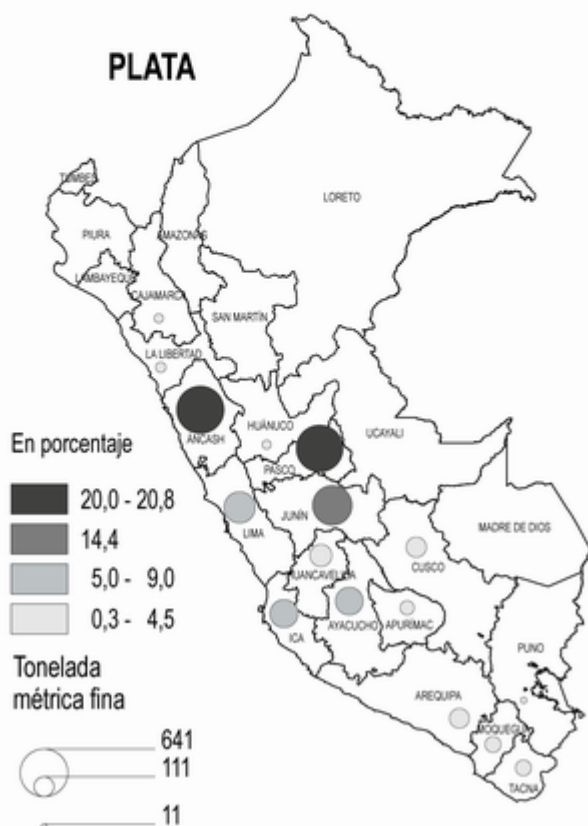 PLATA
TUMBES
LORETO
PIURA
AMAZONAS
LAMBAYEQUE
CAJAMARCA
SAN MARTÍN
LA LIBERTAD
ANCASH
HUÁNUCO
UCAYALI
PASCO
JUNÍN
LIMA
MADRE DE DIOS
CUSCO
HUANCAVELICA
ICA
AYACUCHO
APURÍMAC
PUNO
AREQUIPA
MOQUEGUA
TACNA
En porcentaje
20,0 - 20,8
14,4
5,0 - 9,0
0,3 - 4,5
Tonelada
métrica fina
641
111
11